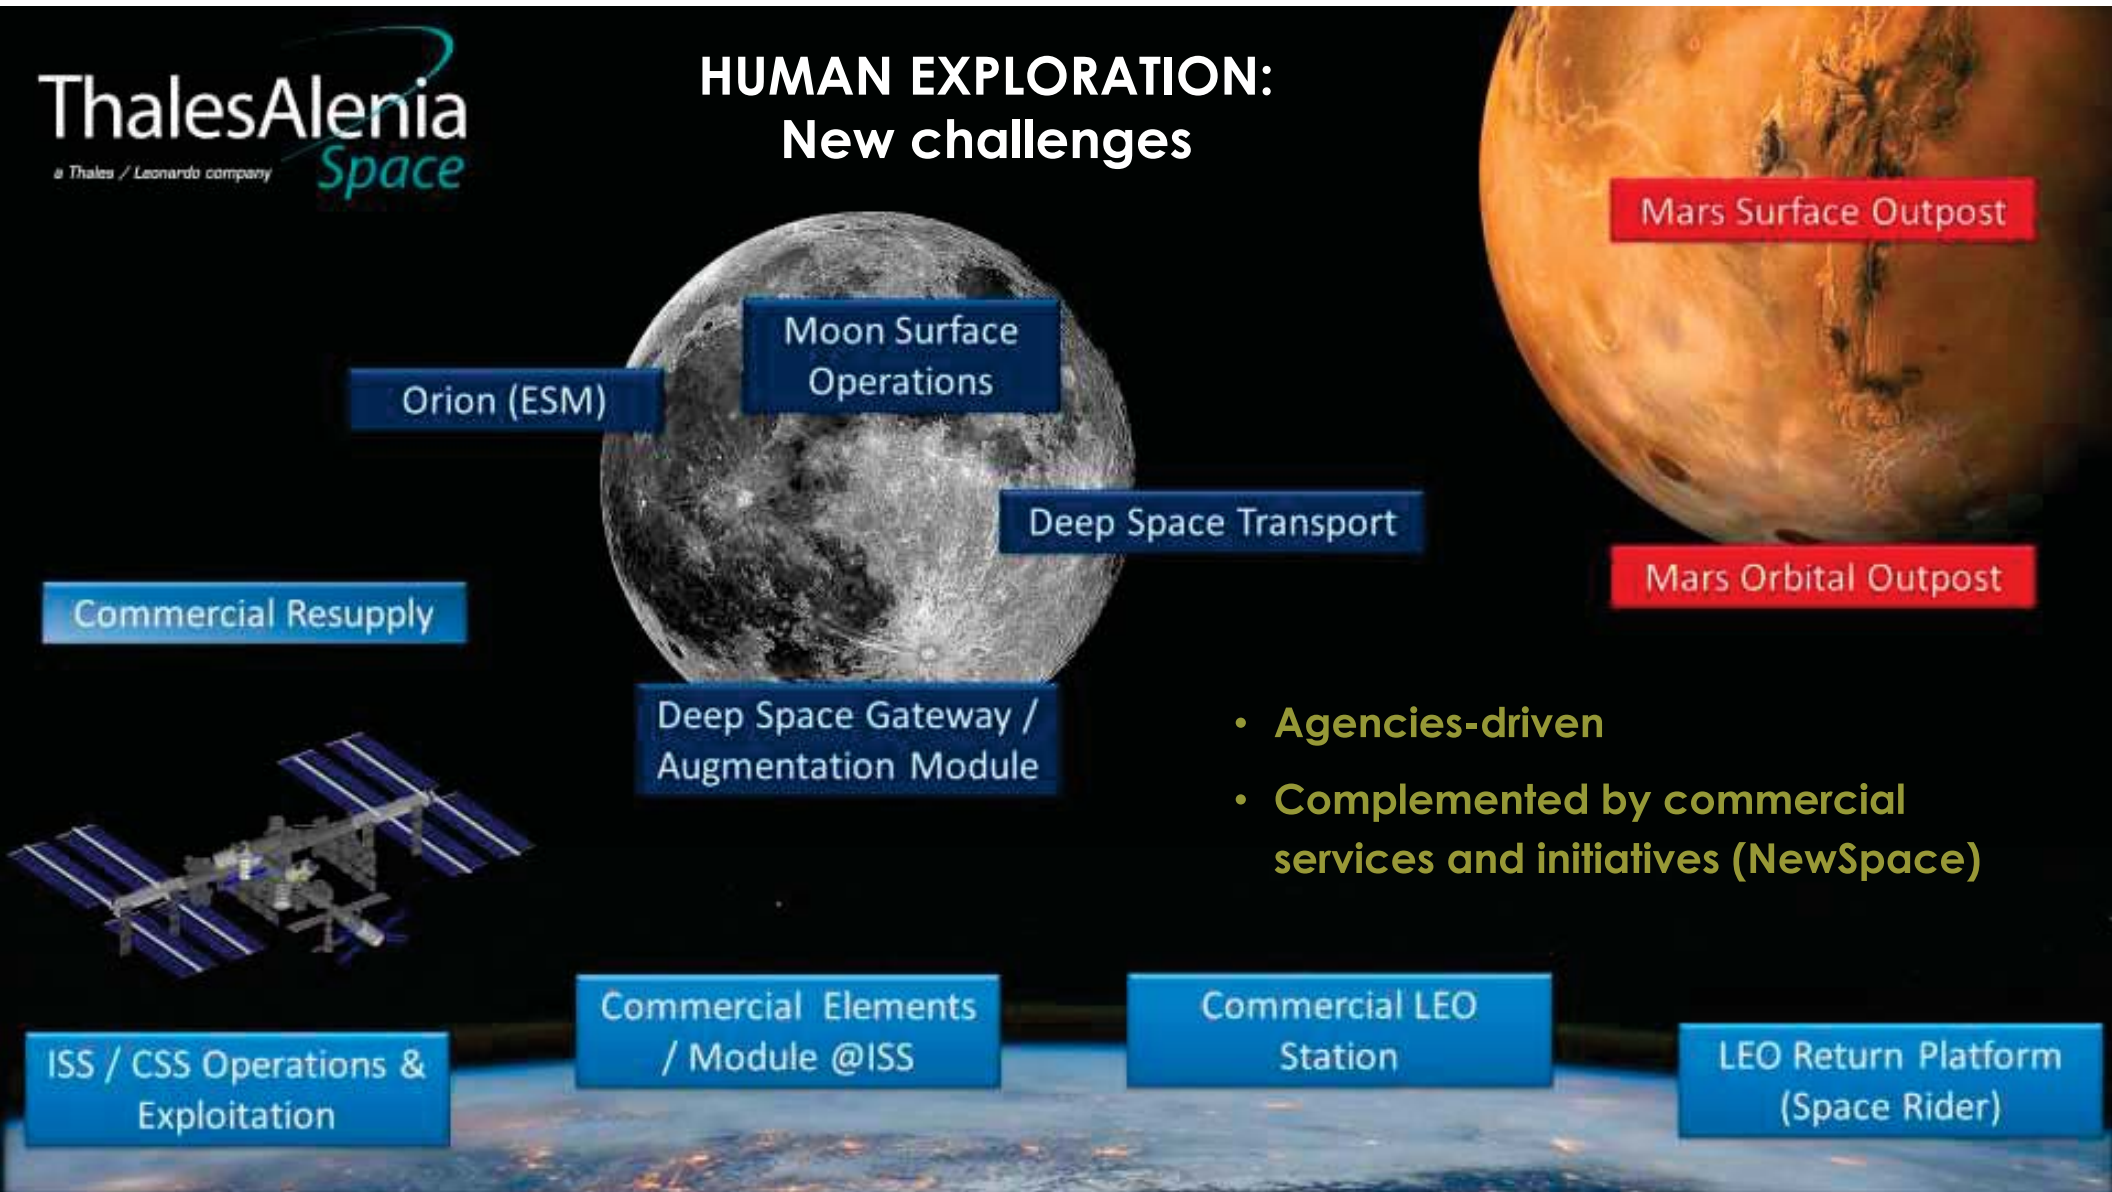 ThalesAlenia
a Thales / Leonardo company
Space
HUMAN EXPLORATION:
New challenges
Mars Surface Outpost
Moon Surface
Operations
Orion (ESM)
Deep Space Transport
Mars Orbital Outpost
Commercial Resupply
Deep Space Gateway /
Augmentation Module
• Agencies-driven
• Complemented by commercial
services and initiatives (NewSpace)
Commercial Elements
/ Module @ISS
Commercial LEO
Station
ISS / CSS Operations &
Exploitation
LEO Return Platform
(Space Rider)